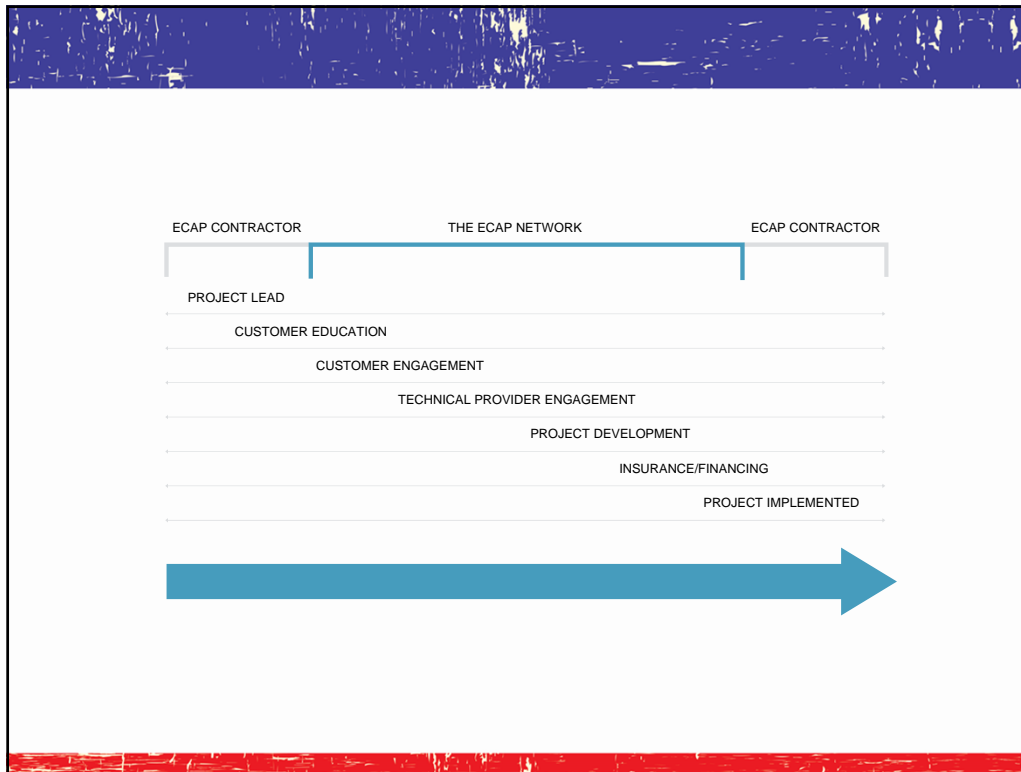 ECAP CONTRACTOR THE ECAP NETWORK ECAP CONTRACTOR
PROJECT LEAD
CUSTOMER EDUCATION
CUSTOMER ENGAGEMENT
TECHNICAL PROVIDER ENGAGEMENT
PROJECT DEVELOPMENT
INSURANCE/FINANCING
PROJECT IMPLEMENTED